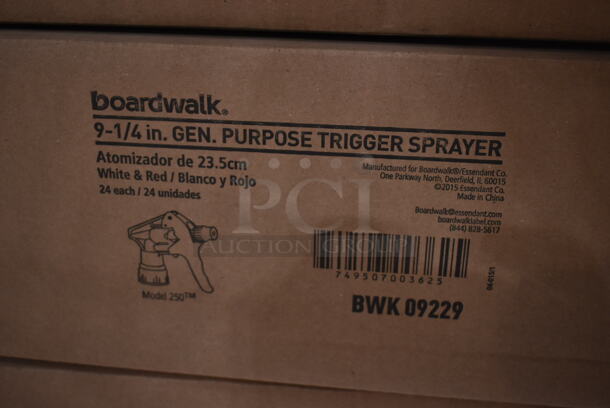 boardwalk®
9-1/4 in. GEN. PURPOSE TRIGGER SPRAYER
Atomizador de 23.5cm
White & Red / Blanco y Rojo
24 each / 24 unidades
Manufactured for Boardwalk®/Essendant Co.
One Parkway North, Deerfield, IL 60015
©2015 Essendant Co.
Made in China
Boardwalk@essendant.com
boardwalklabel.com
(844) 828-5617
PCI
AUCTION GROUP
Model 250™
749507003625
BWK 09229